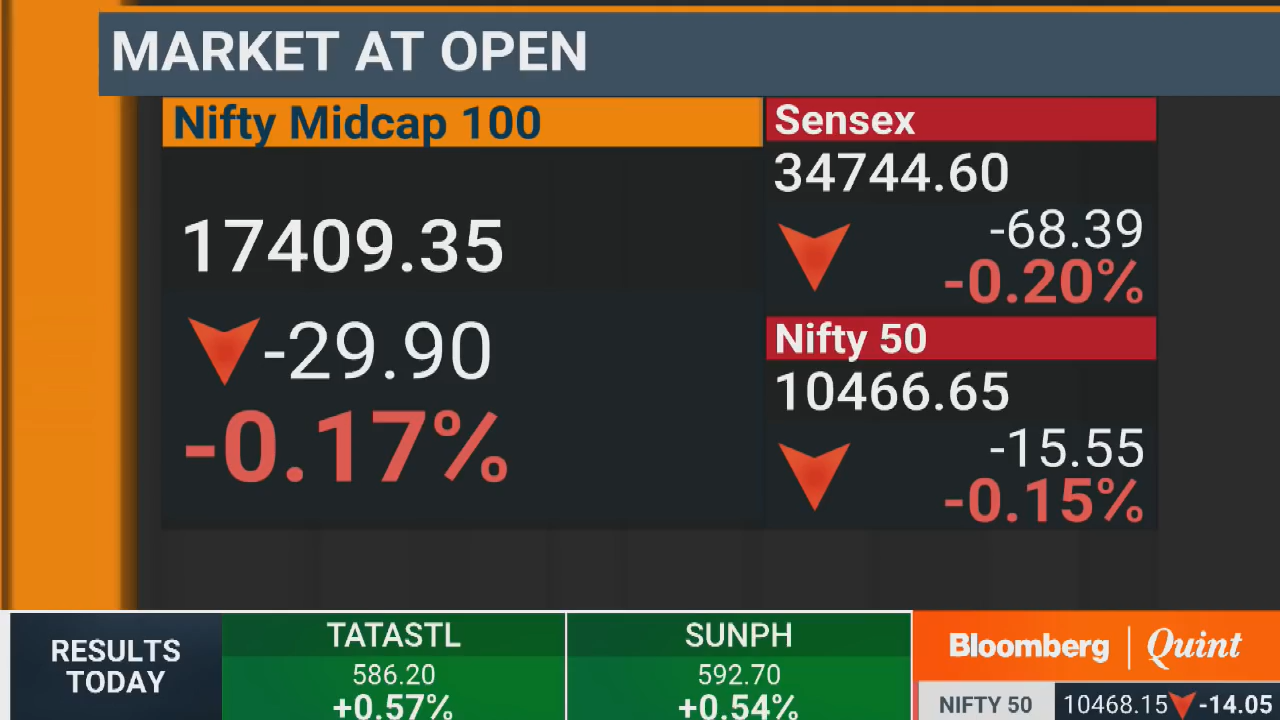 MARKET AT OPEN
Nifty Midcap 100
17409.35
-29.90
-0.17%
Sensex
34744.60
-68.39
-0.20%
Nifty 50
10466.65
-15.55
-0.15%
RESULTS
TODAY
TATASTL
586.20
+0.57%
SUNPH
592.70
+0.54%
Bloomberg | Quint
NIFTY 50 10468.15 -14.05